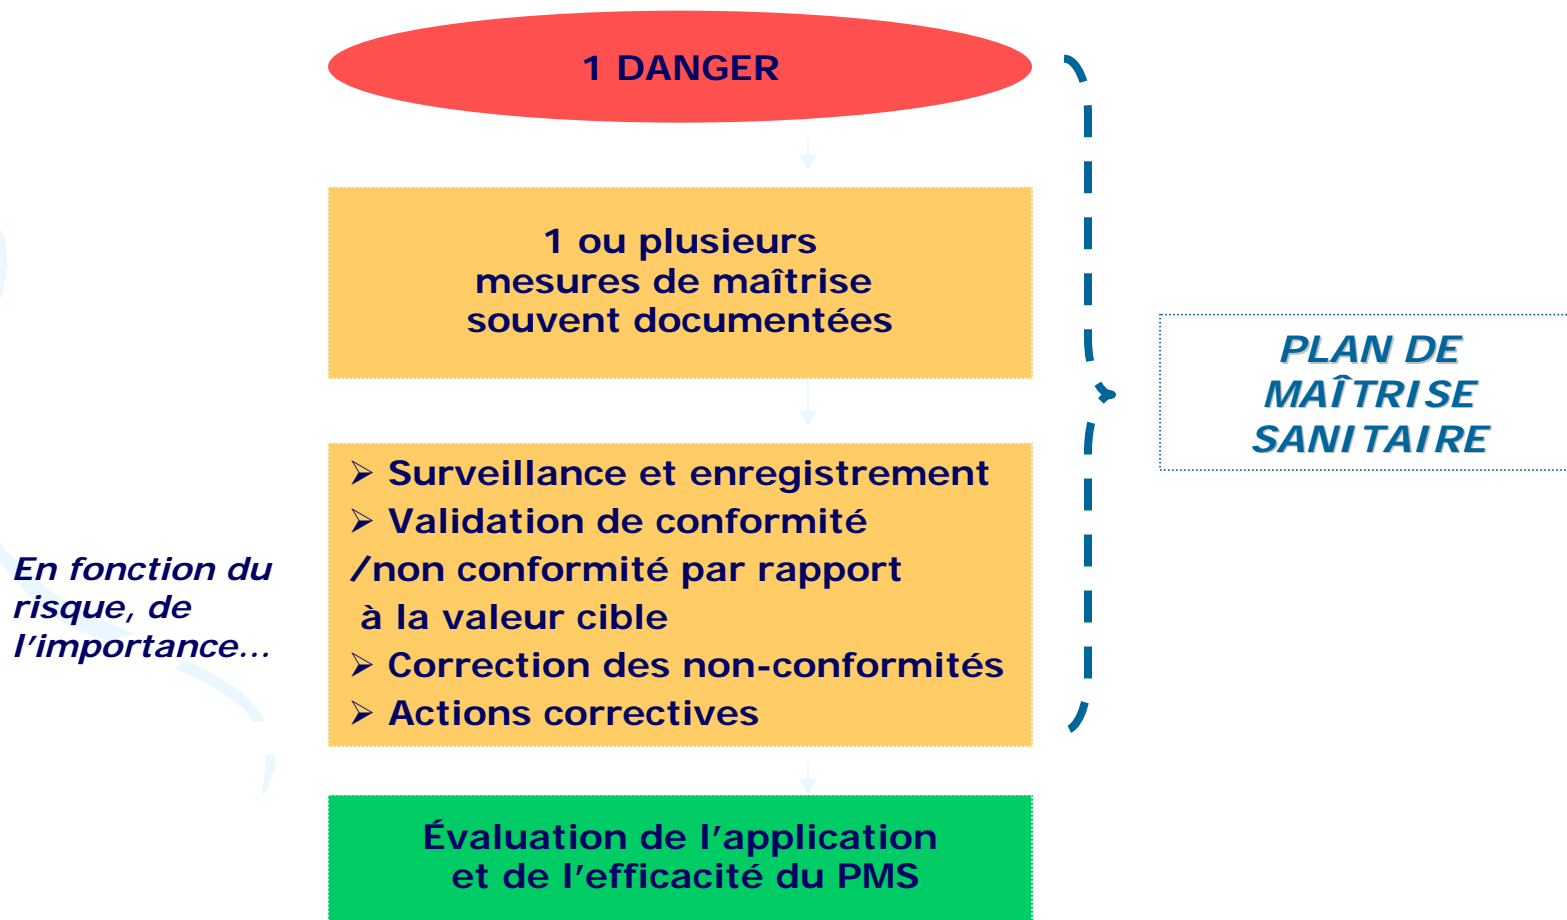 1 DANGER
1 ou plusieurs
mesures de maîtrise
souvent documentées
PLAN DE
MAÎTRISE
SANITAIRE
En fonction du
risque, de
l’importance…
➢ Surveillance et enregistrement
➢ Validation de conformité
/non conformité par rapport
à la valeur cible
➢ Correction des non-conformités
➢ Actions correctives
Évaluation de l’application
et de l’efficacité du PMS